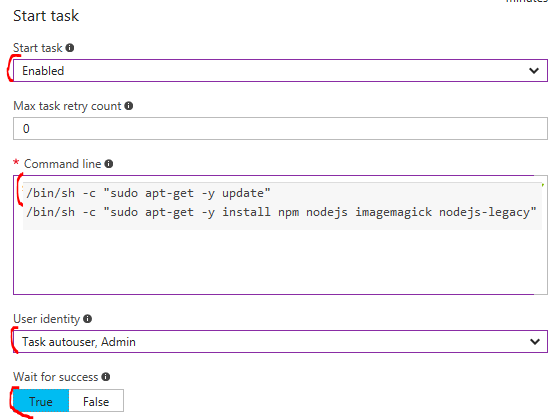 minutes
Start task
Start task
Enabled
Max task retry count
0
* Command line
/bin/sh -c "sudo apt-get -y update"
/bin/sh -c "sudo apt-get -y install npm nodejs imagemagick nodejs-legacy"
User identity
Task autouser, Admin
Wait for success
True False